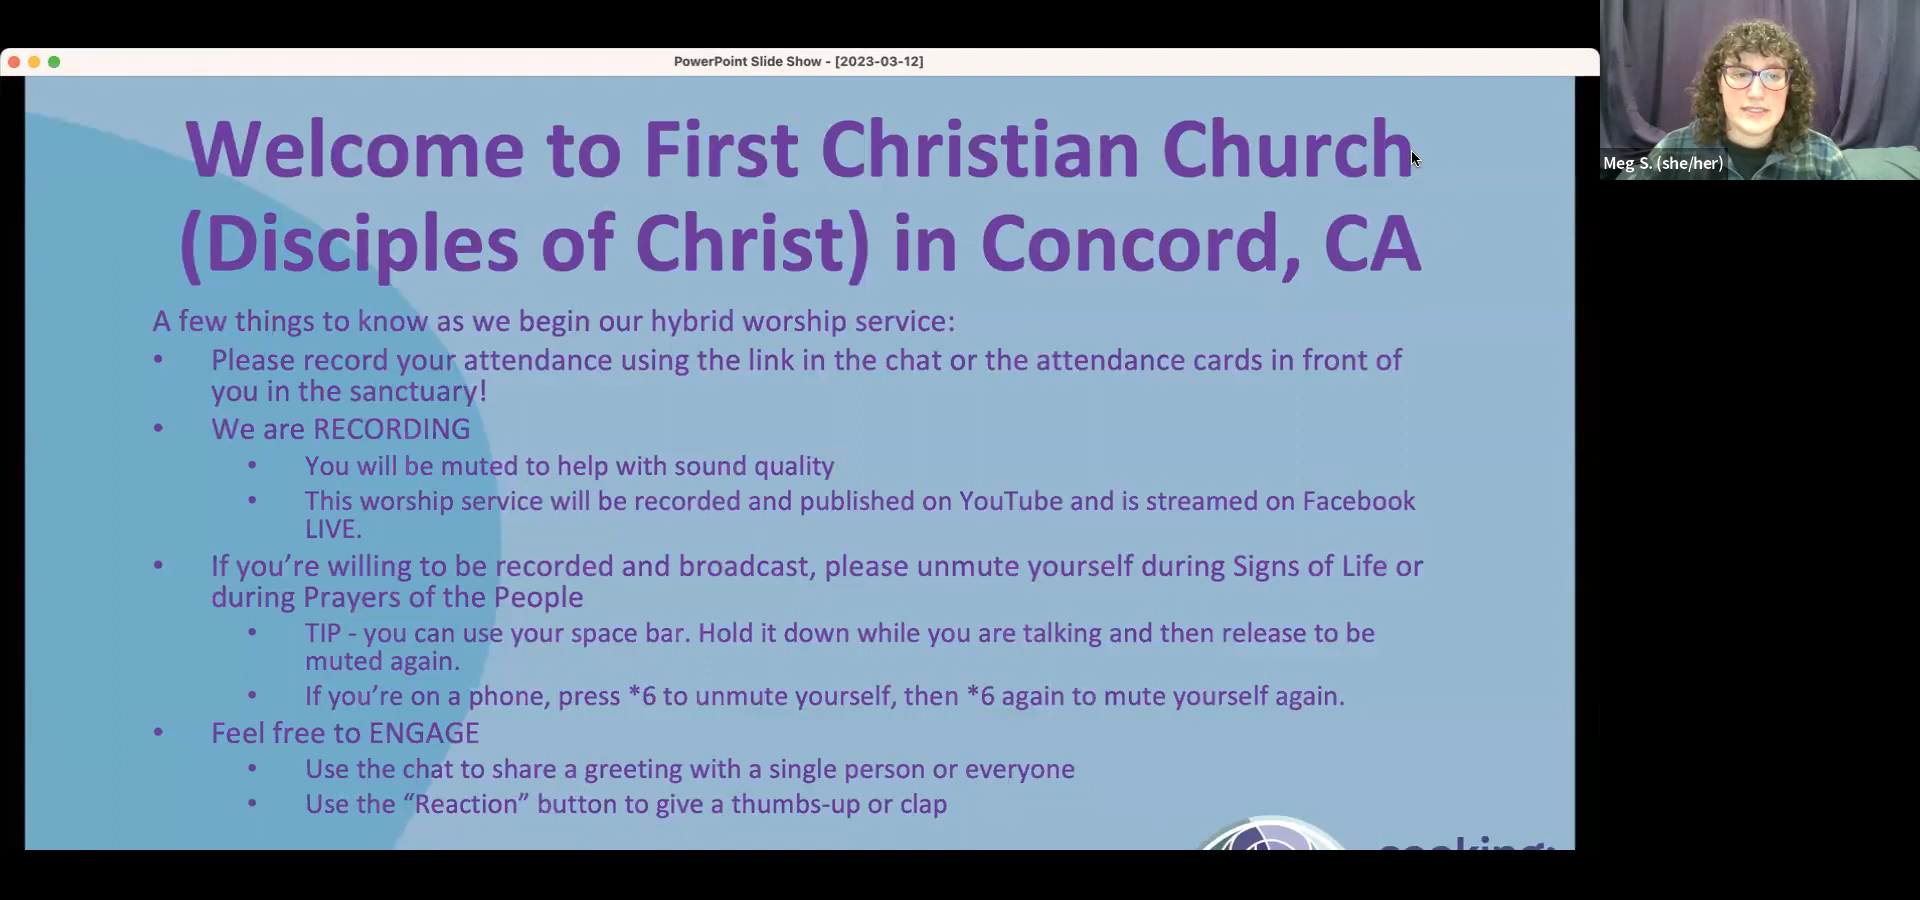 PowerPoint Slide Show - [2023-03-12]
Welcome to First Christian Church
(Disciples of Christ) in Concord, CA
A few things to know as we begin our hybrid worship service:
• Please record your attendance using the link in the chat or the attendance cards in front of
you in the sanctuary!
• We are RECORDING
• You will be muted to help with sound quality
• This worship service will be recorded and published on YouTube and is streamed on Facebook
LIVE.
• If you’re willing to be recorded and broadcast, please unmute yourself during Signs of Life or
during Prayers of the People
• TIP - you can use your space bar. Hold it down while you are talking and then release to be
muted again.
• If you’re on a phone, press *6 to unmute yourself, then *6 again to mute yourself again.
• Feel free to ENGAGE
• Use the chat to share a greeting with a single person or everyone
• Use the “Reaction” button to give a thumbs-up or clap
seeking:
Meg S. (she/her)